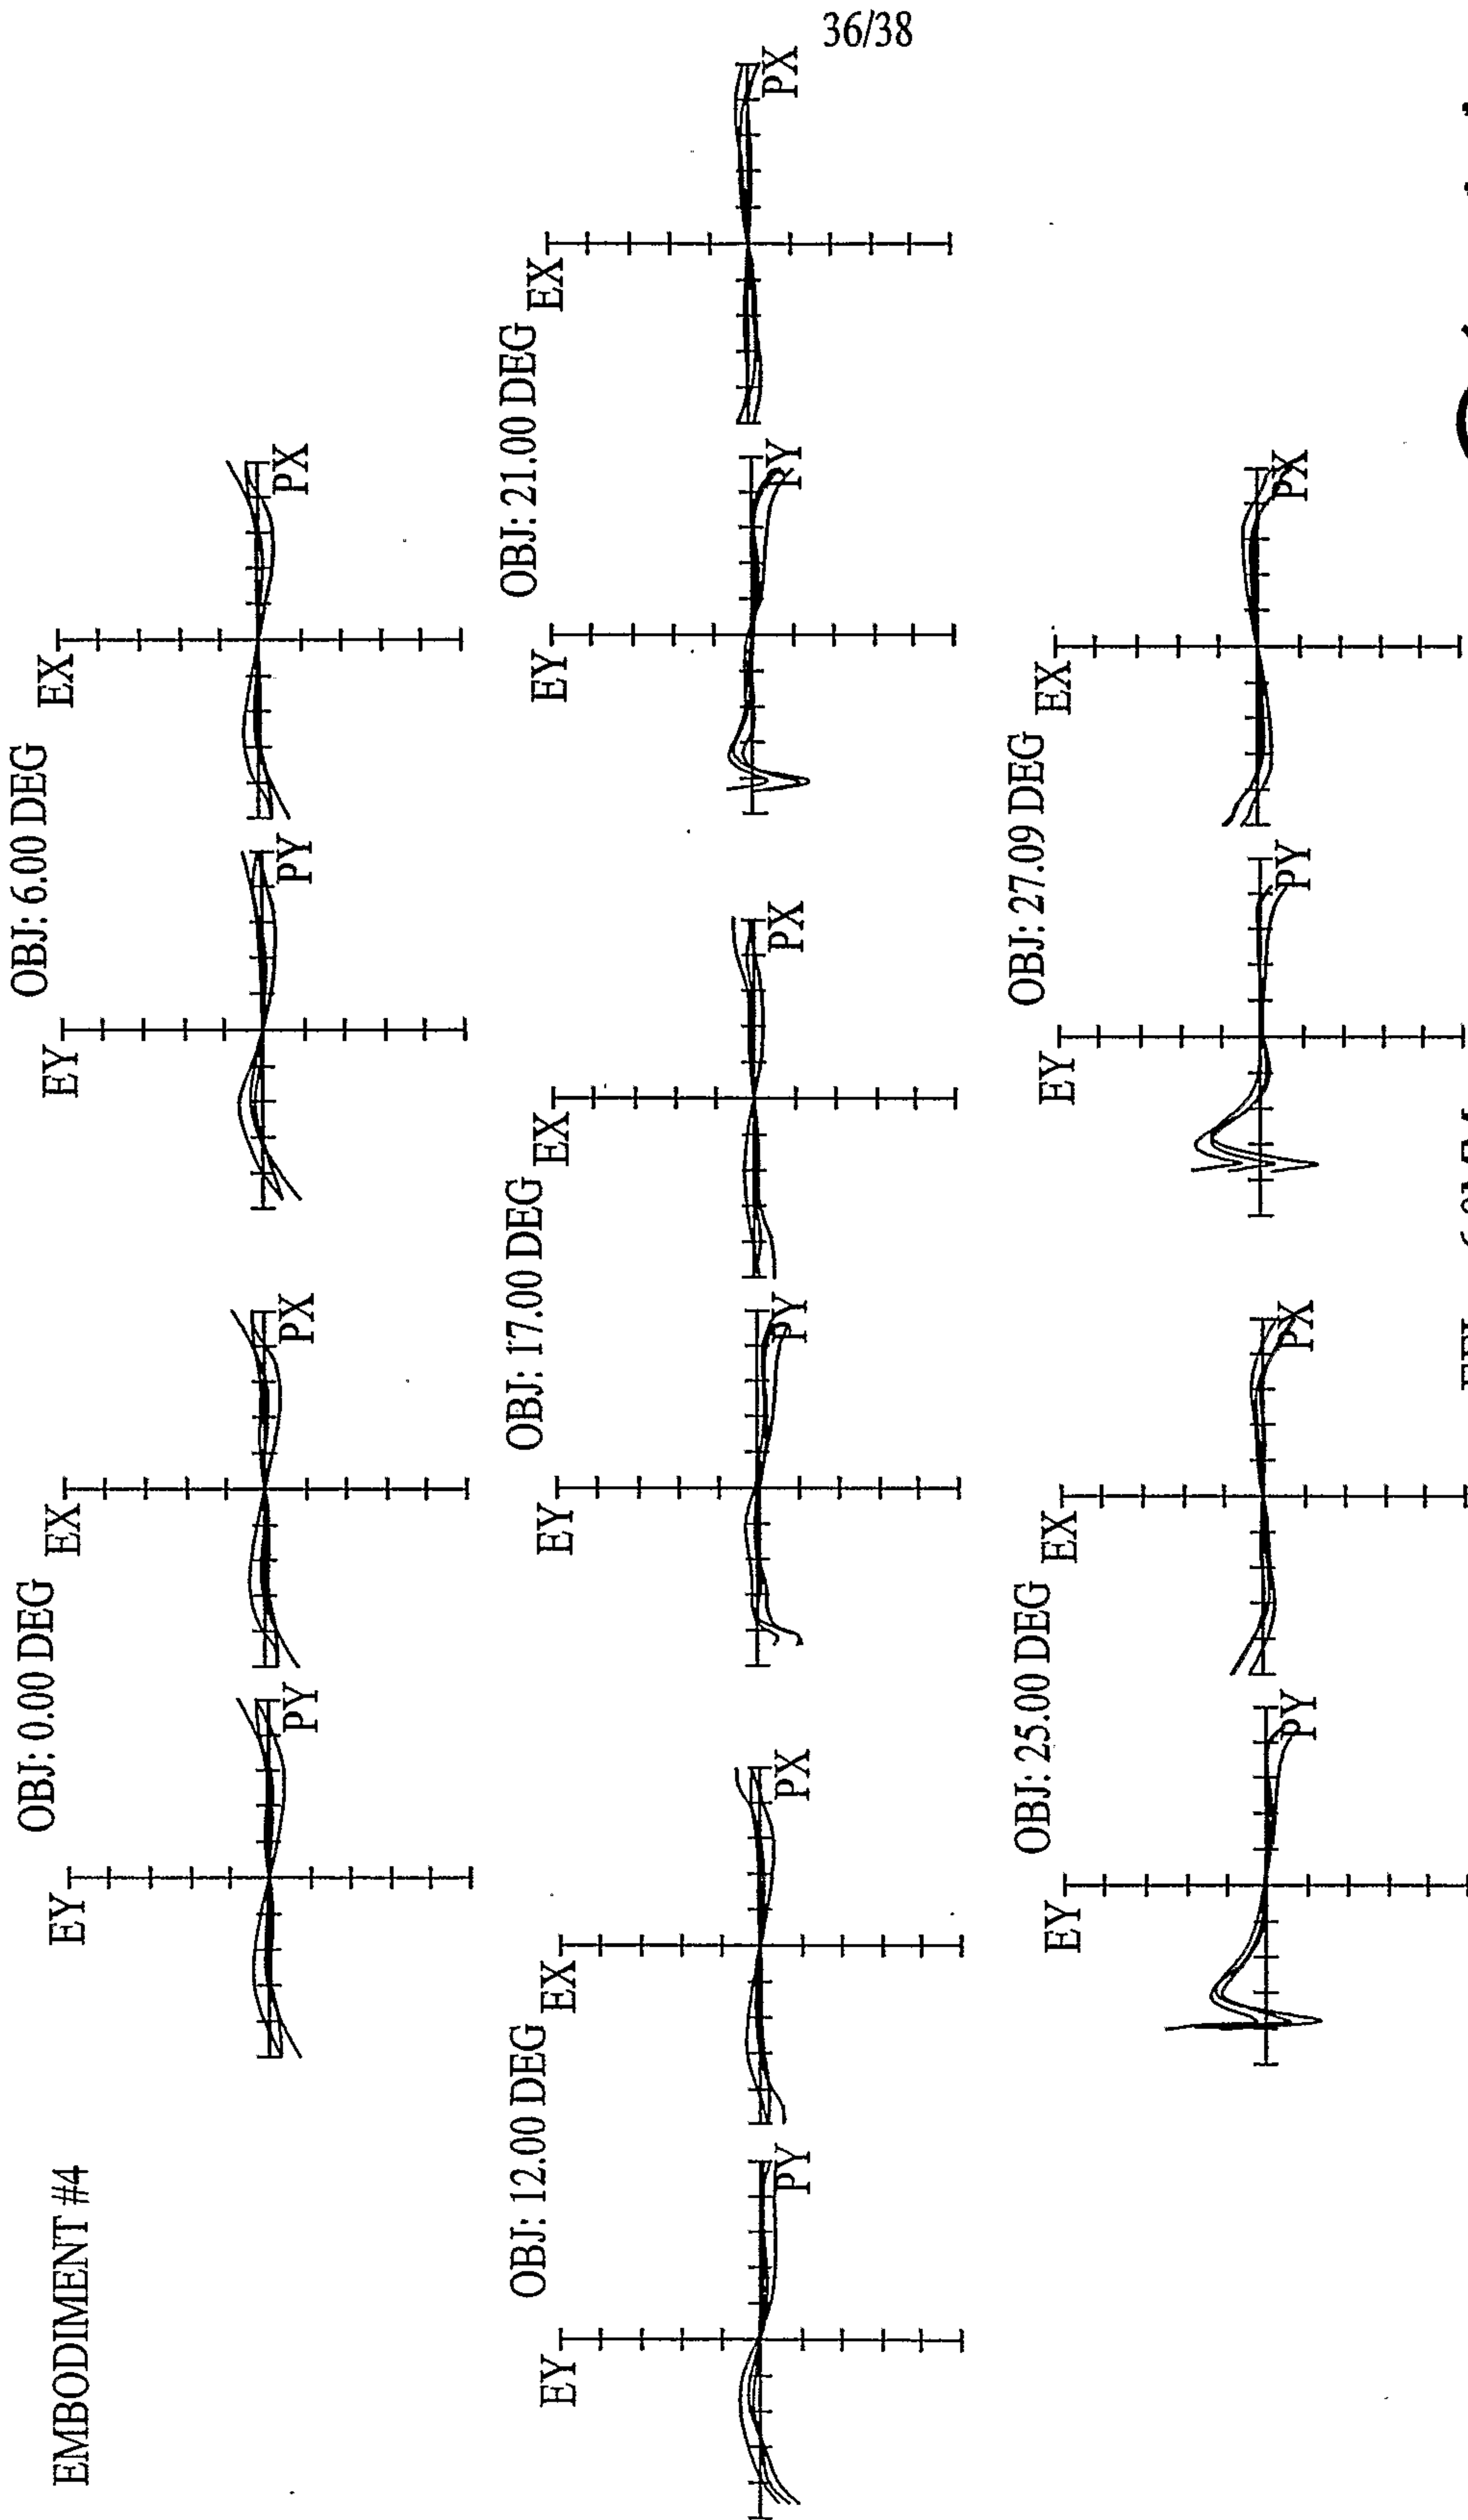 36/38
EMBODIMENT #4
OBJ: 0.00 DEG
EY
PY
EX
PX
OBJ: 6.00 DEG
EY
PY
EX
PX
OBJ: 12.00 DEG
EY
PY
EX
PX
OBJ: 17.00 DEG
EY
PY
EX
PX
OBJ: 21.00 DEG
EY
PY
EX
PX
OBJ: 25.00 DEG
EY
PY
EX
PX
OBJ: 27.09 DEG
EY
PY
EX
PX